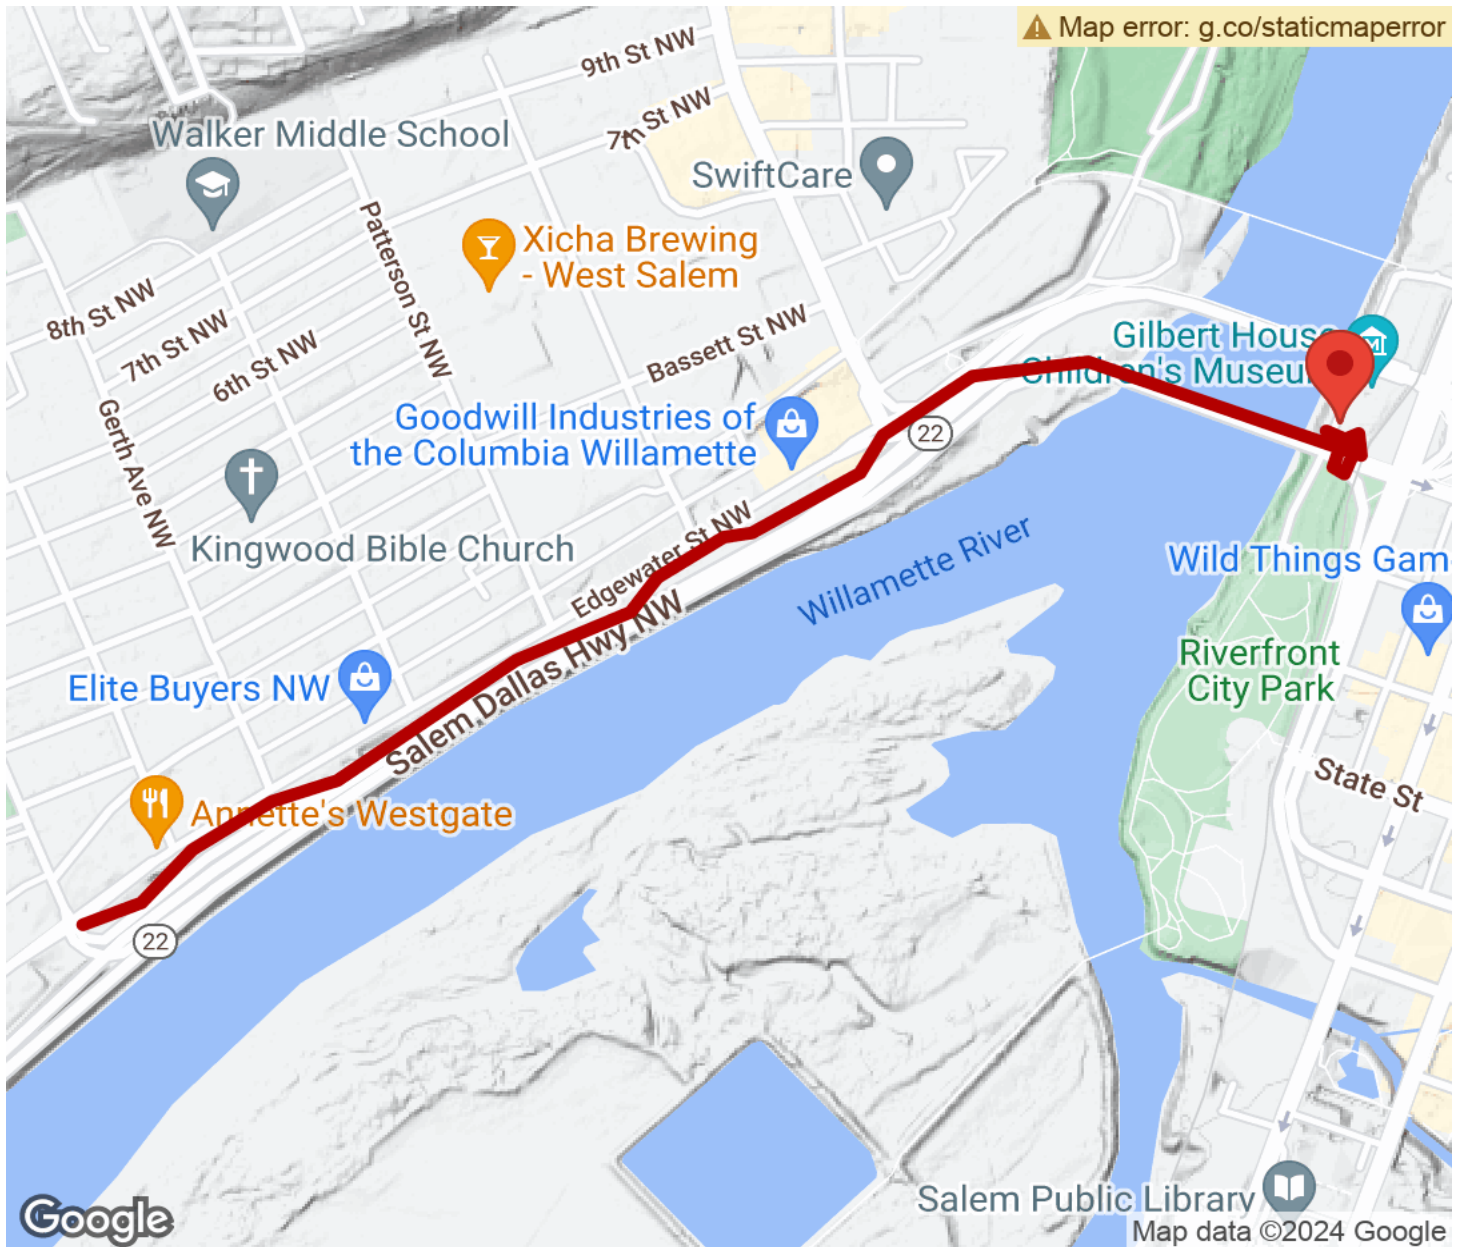 Map error: g.co/staticmaperror
9th St NW
7th St NW
Walker Middle School
SwiftCare
Patterson St NW
Xicha Brewing
- West Salem
8th St NW
7th St NW
6th St NW
Bassett St NW
Gilbert House
Children's Museu
Gerth Ave NW
Goodwill Industries of
the Columbia Willamette
22
Kingwood Bible Church
Edgewater St NW
Willamette River
Wild Things Gam
Salem Dallas Hwy NW
Elite Buyers NW
Riverfront
City Park
State St
Annette's Westgate
22
Salem Public Library
Google
Map data ©2024 Google